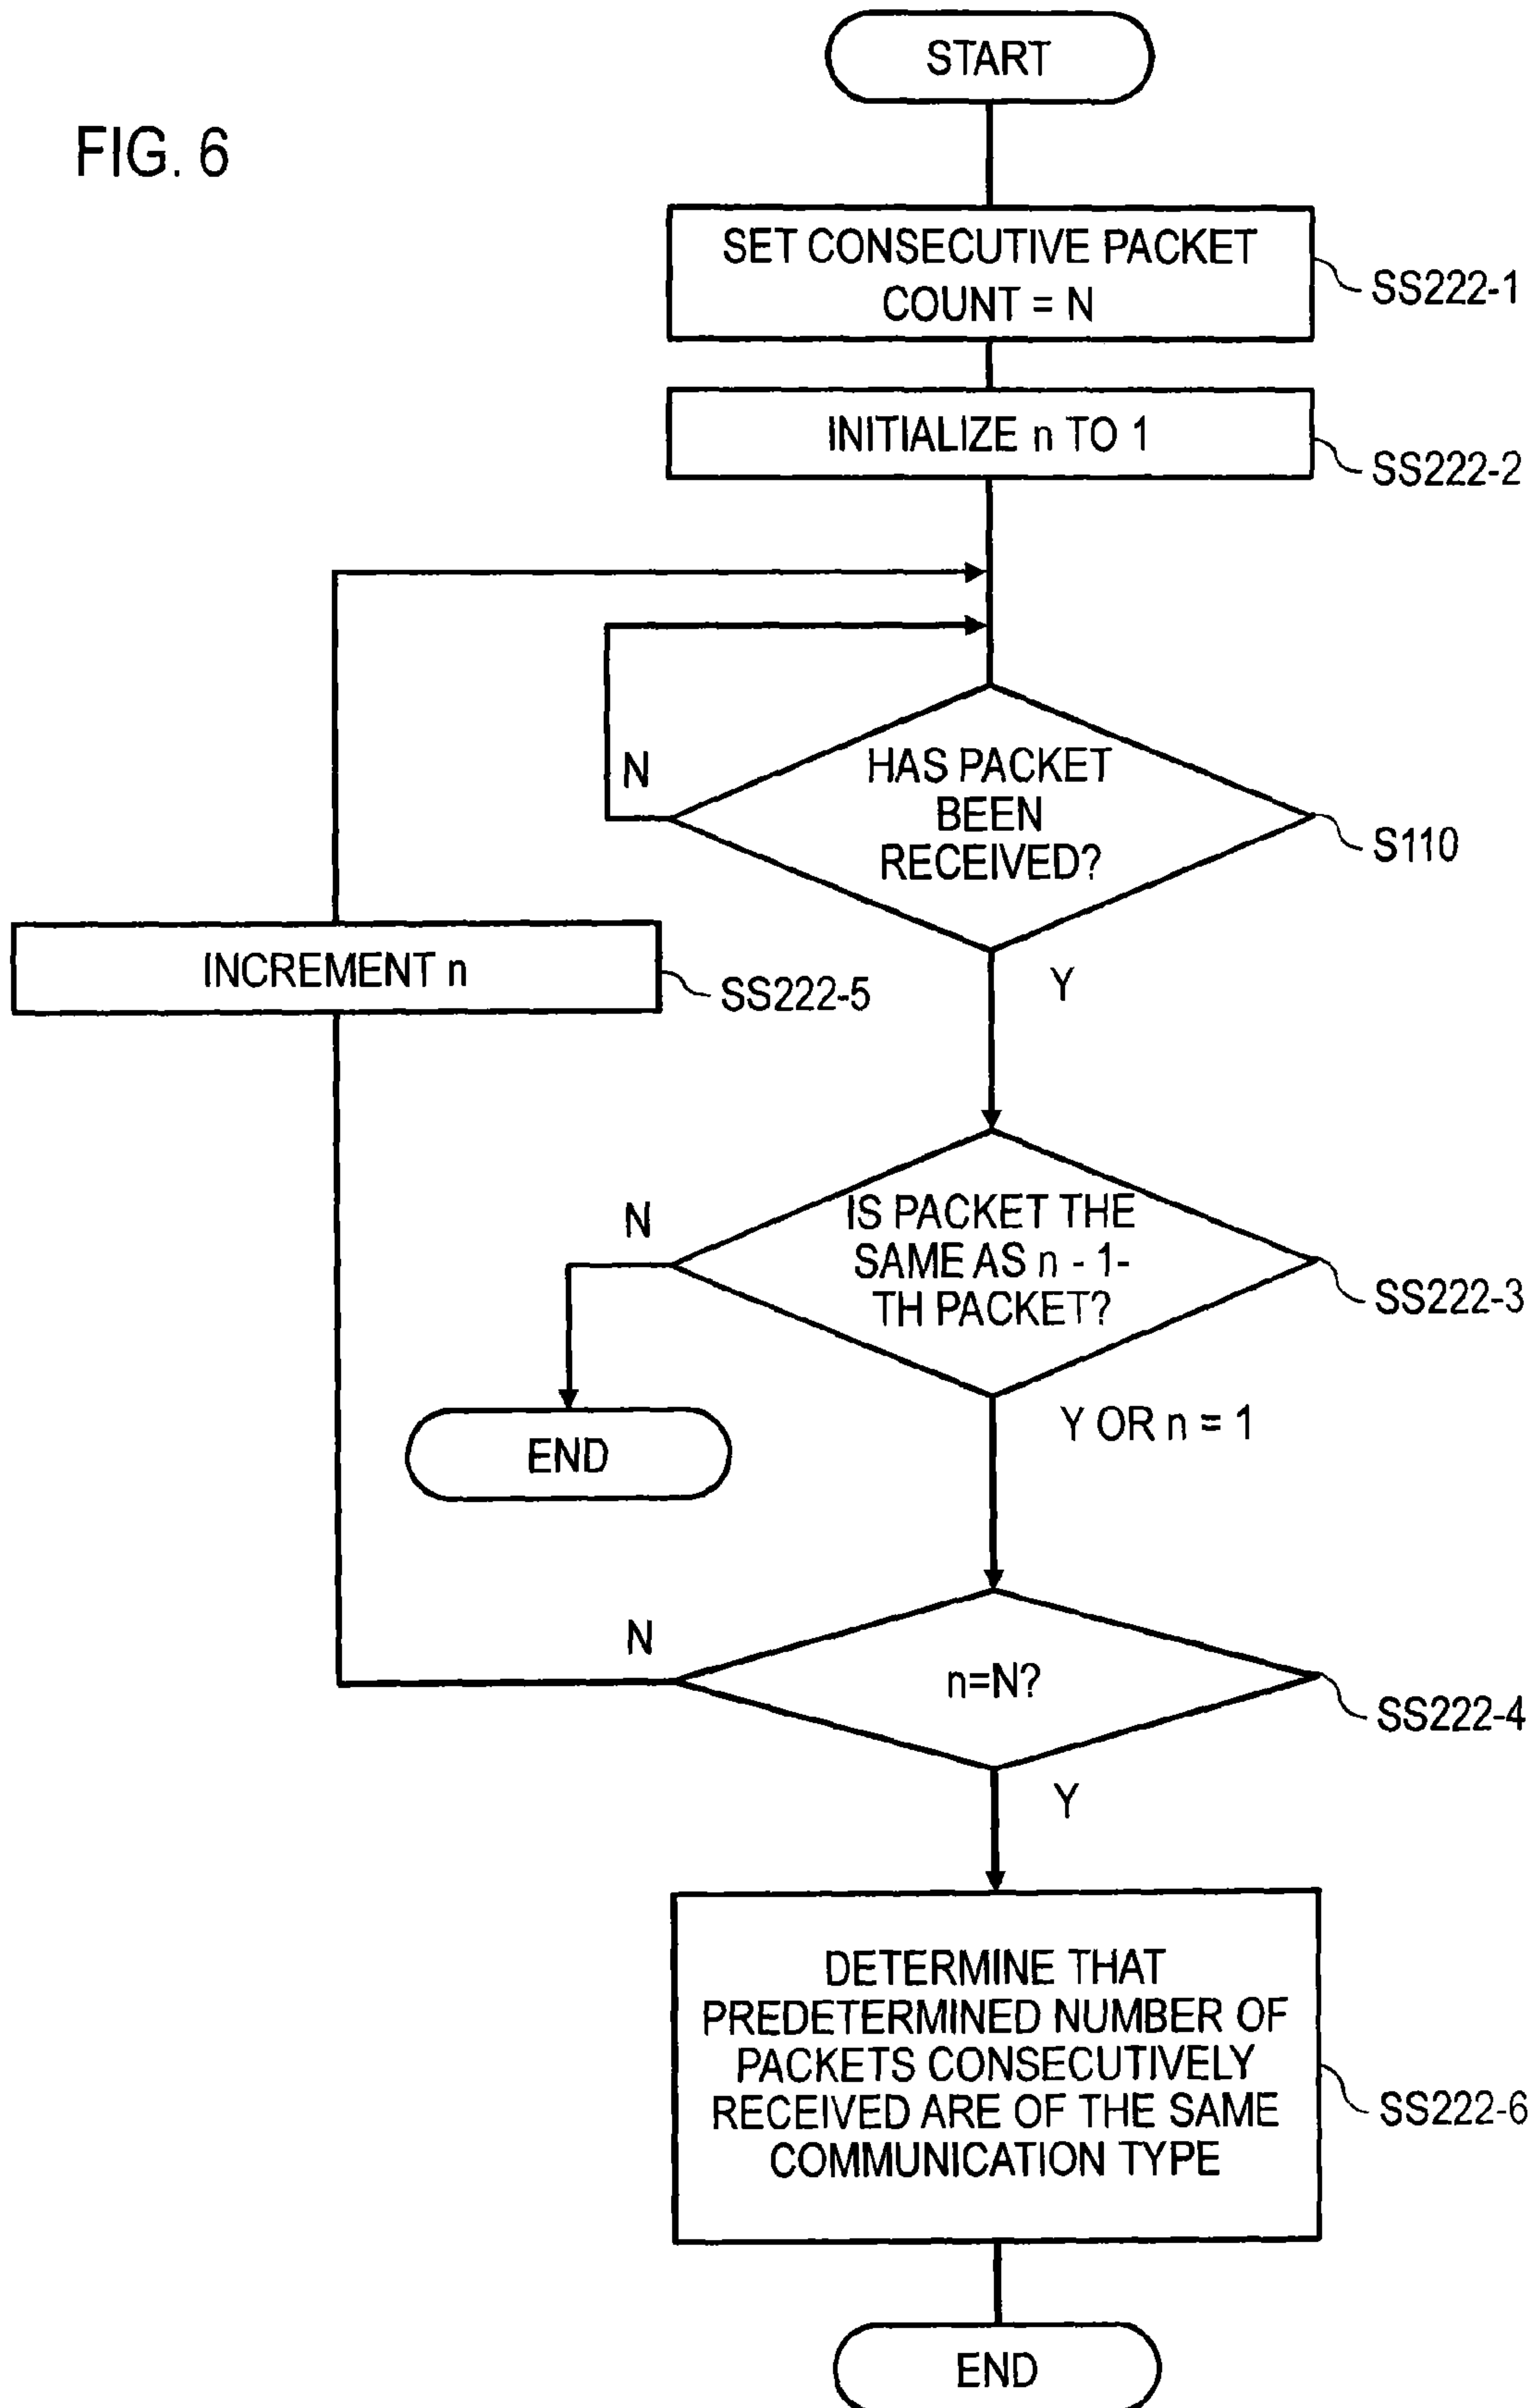 START
FIG. 6
SET CONSECUTIVE PACKET
COUNT = N
SS222-1
INITIALIZE n TO 1
SS222-2
N
HAS PACKET
BEEN
RECEIVED?
S110
INCREMENT n
SS222-5
Y
N
IS PACKET THE
SAME AS n - 1-
TH PACKET?
SS222-3
END
Y OR n = 1
N
n=N?
SS222-4
Y
DETERMINE THAT
PREDETERMINED NUMBER OF
PACKETS CONSECUTIVELY
RECEIVED ARE OF THE SAME
COMMUNICATION TYPE
SS222-6
END